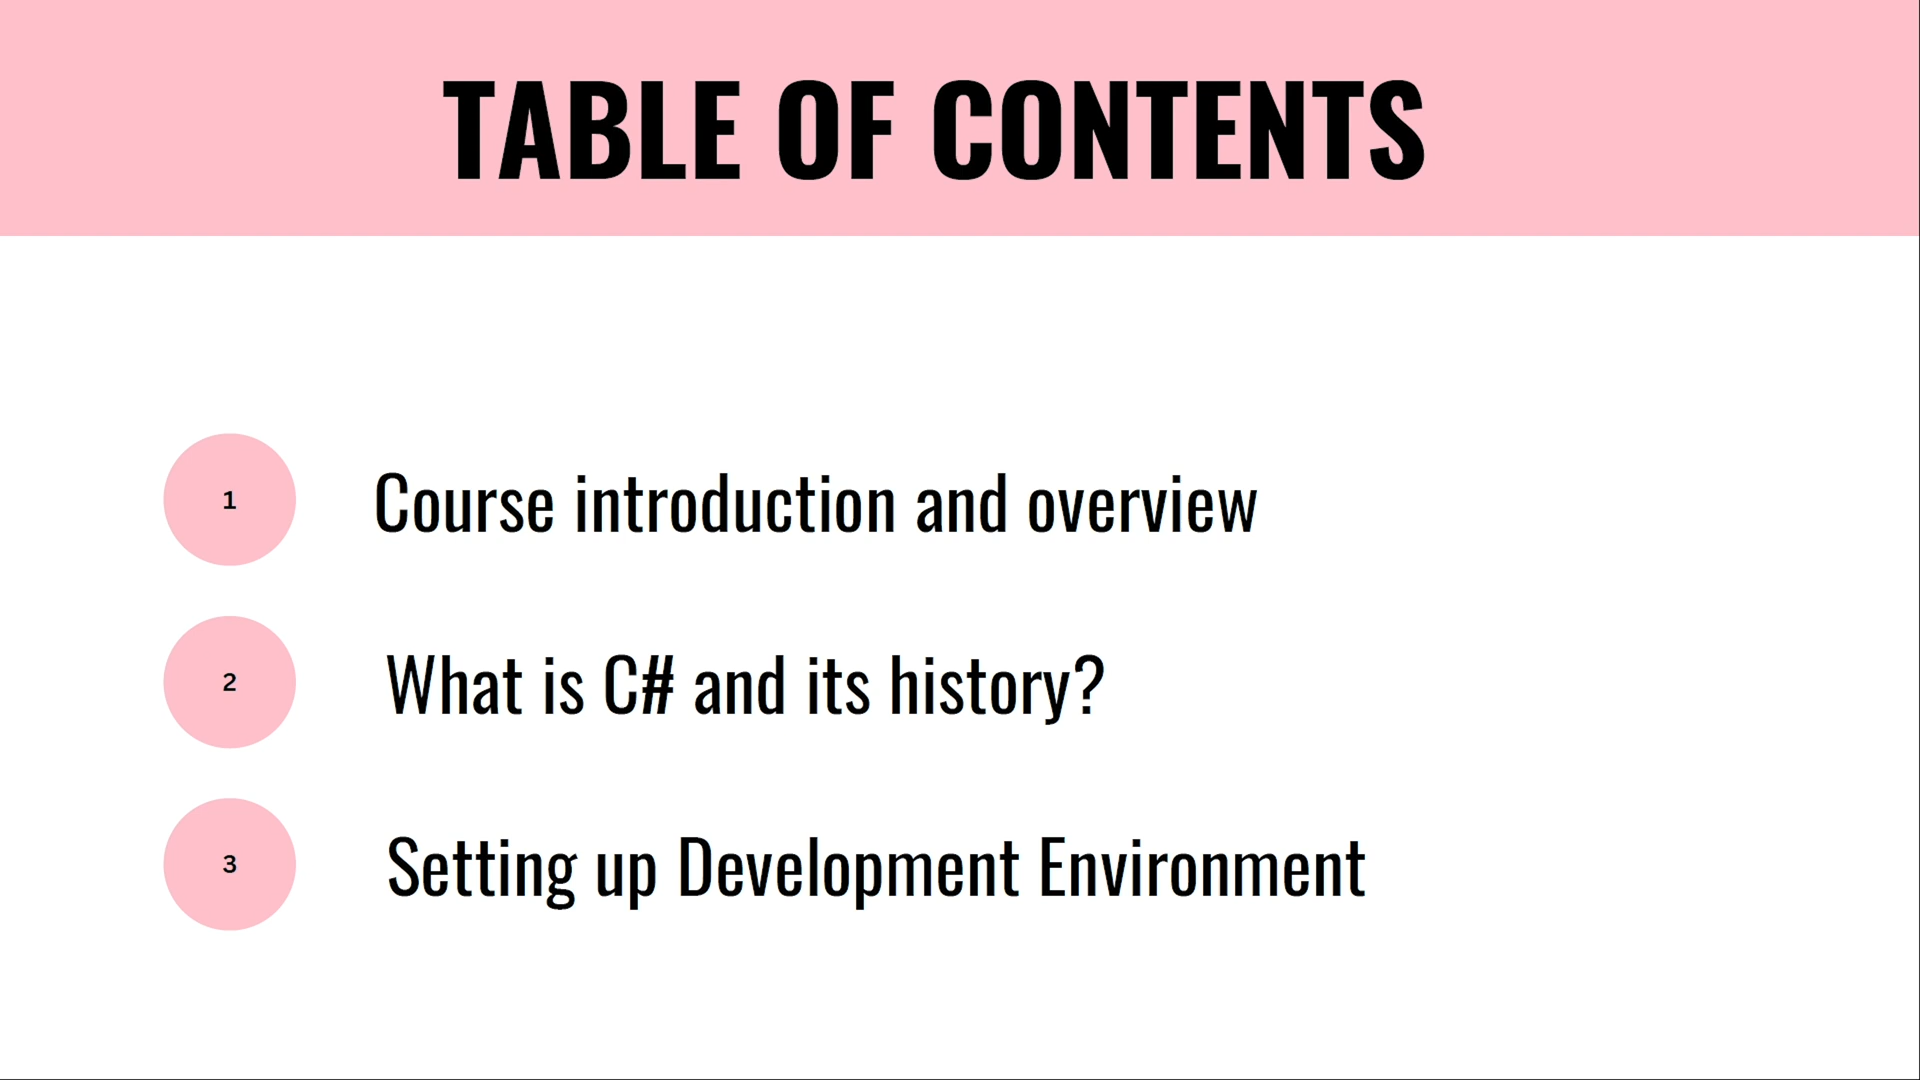 TABLE OF CONTENTS
1 Course introduction and overview
2 What is C# and its history?
3 Setting up Development Environment